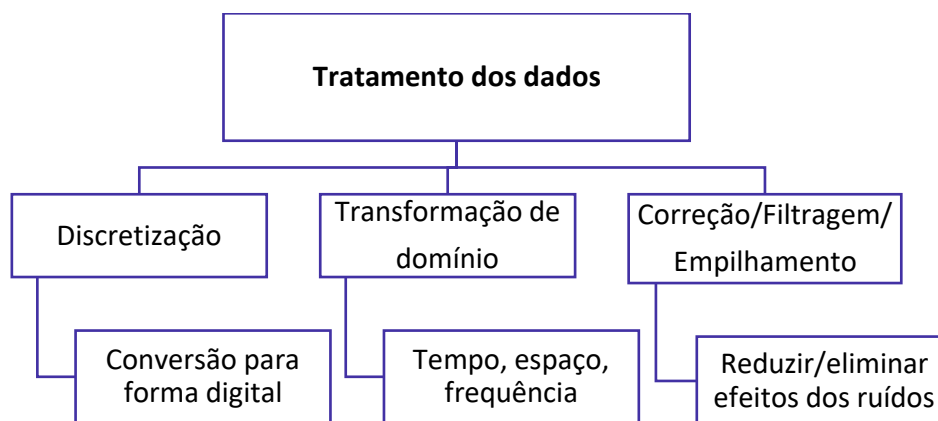 Tratamento dos dados
Discretização
Transformação de
domínio
Correção/Filtragem/
Empilhamento
Conversão para
forma digital
Tempo, espaço,
frequência
Reduzir/eliminar
efeitos dos ruídos